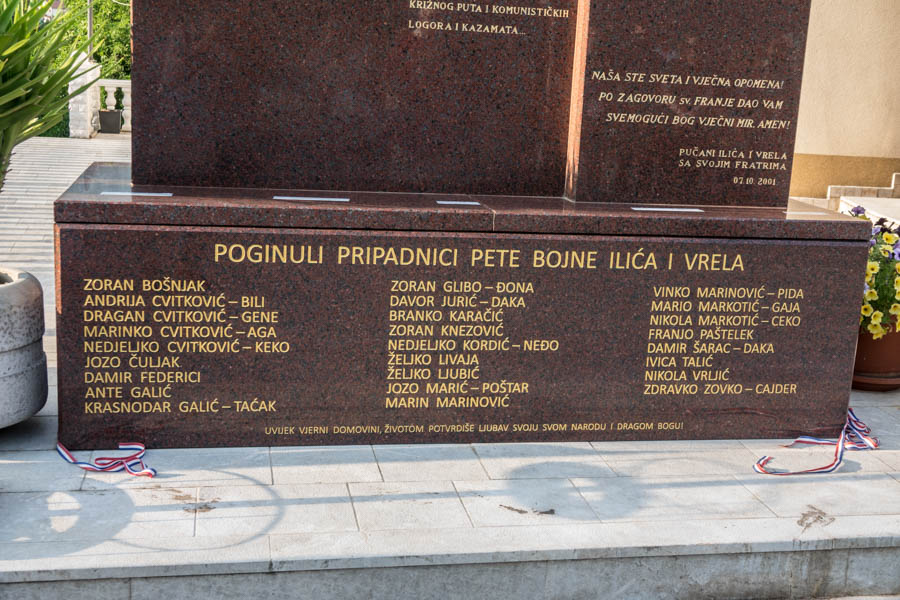 KRIŽNOG PUTA I KOMUNISTIČKIH
LOGORA I KAZAMATA...
NAŠA STE SVETA I VJEČNA OPOMENA!
PO ZAGOVORU SV. FRANJE DAO VAM
SVEMOGUĆI BOG VJEČNI MIR. AMEN!
PUČANI ILIĆA I VRELA
SA SVOJIM FRATRIMA
07.10.2001.
POGINULI PRIPADNICI PETE BOJNE ILIĆA I VRELA
ZORAN BOŠNJAK
ANDRIJA CVITKOVIĆ – BILI
DRAGAN CVITKOVIĆ – GENE
MARINKO CVITKOVIĆ – AGA
NEDJELJKO CVITKOVIĆ – KEKO
JOZO ČULJAK
DAMIR FEDERICI
ANTE GALIĆ
KRASNODAR GALIĆ – TAĆAK
ZORAN GLIBO – ĐONA
DAVOR JURIĆ – DAKA
BRANKO KARAČIĆ
ZORAN KNEZOVIĆ
NEDJELJKO KORDIĆ – NEĐO
ŽELJKO LIVAJA
ŽELJKO LJUBIĆ
JOZO MARIĆ – POŠTAR
MARIN MARINOVIĆ
VINKO MARINOVIĆ – PIDA
MARIO MARKOTIĆ – GAJA
NIKOLA MARKOTIĆ – CEKO
FRANJO PAŠTELEK
DAMIR ŠARAC – DAKA
IVICA TALIĆ
NIKOLA VRLJIĆ
ZDRAVKO ZOVKO – CAJDER
UVIJEK VJERNI DOMOVINI, ŽIVOTOM POTVRDIŠE LJUBAV SVOJU SVOM NARODU I DRAGOM BOGU!